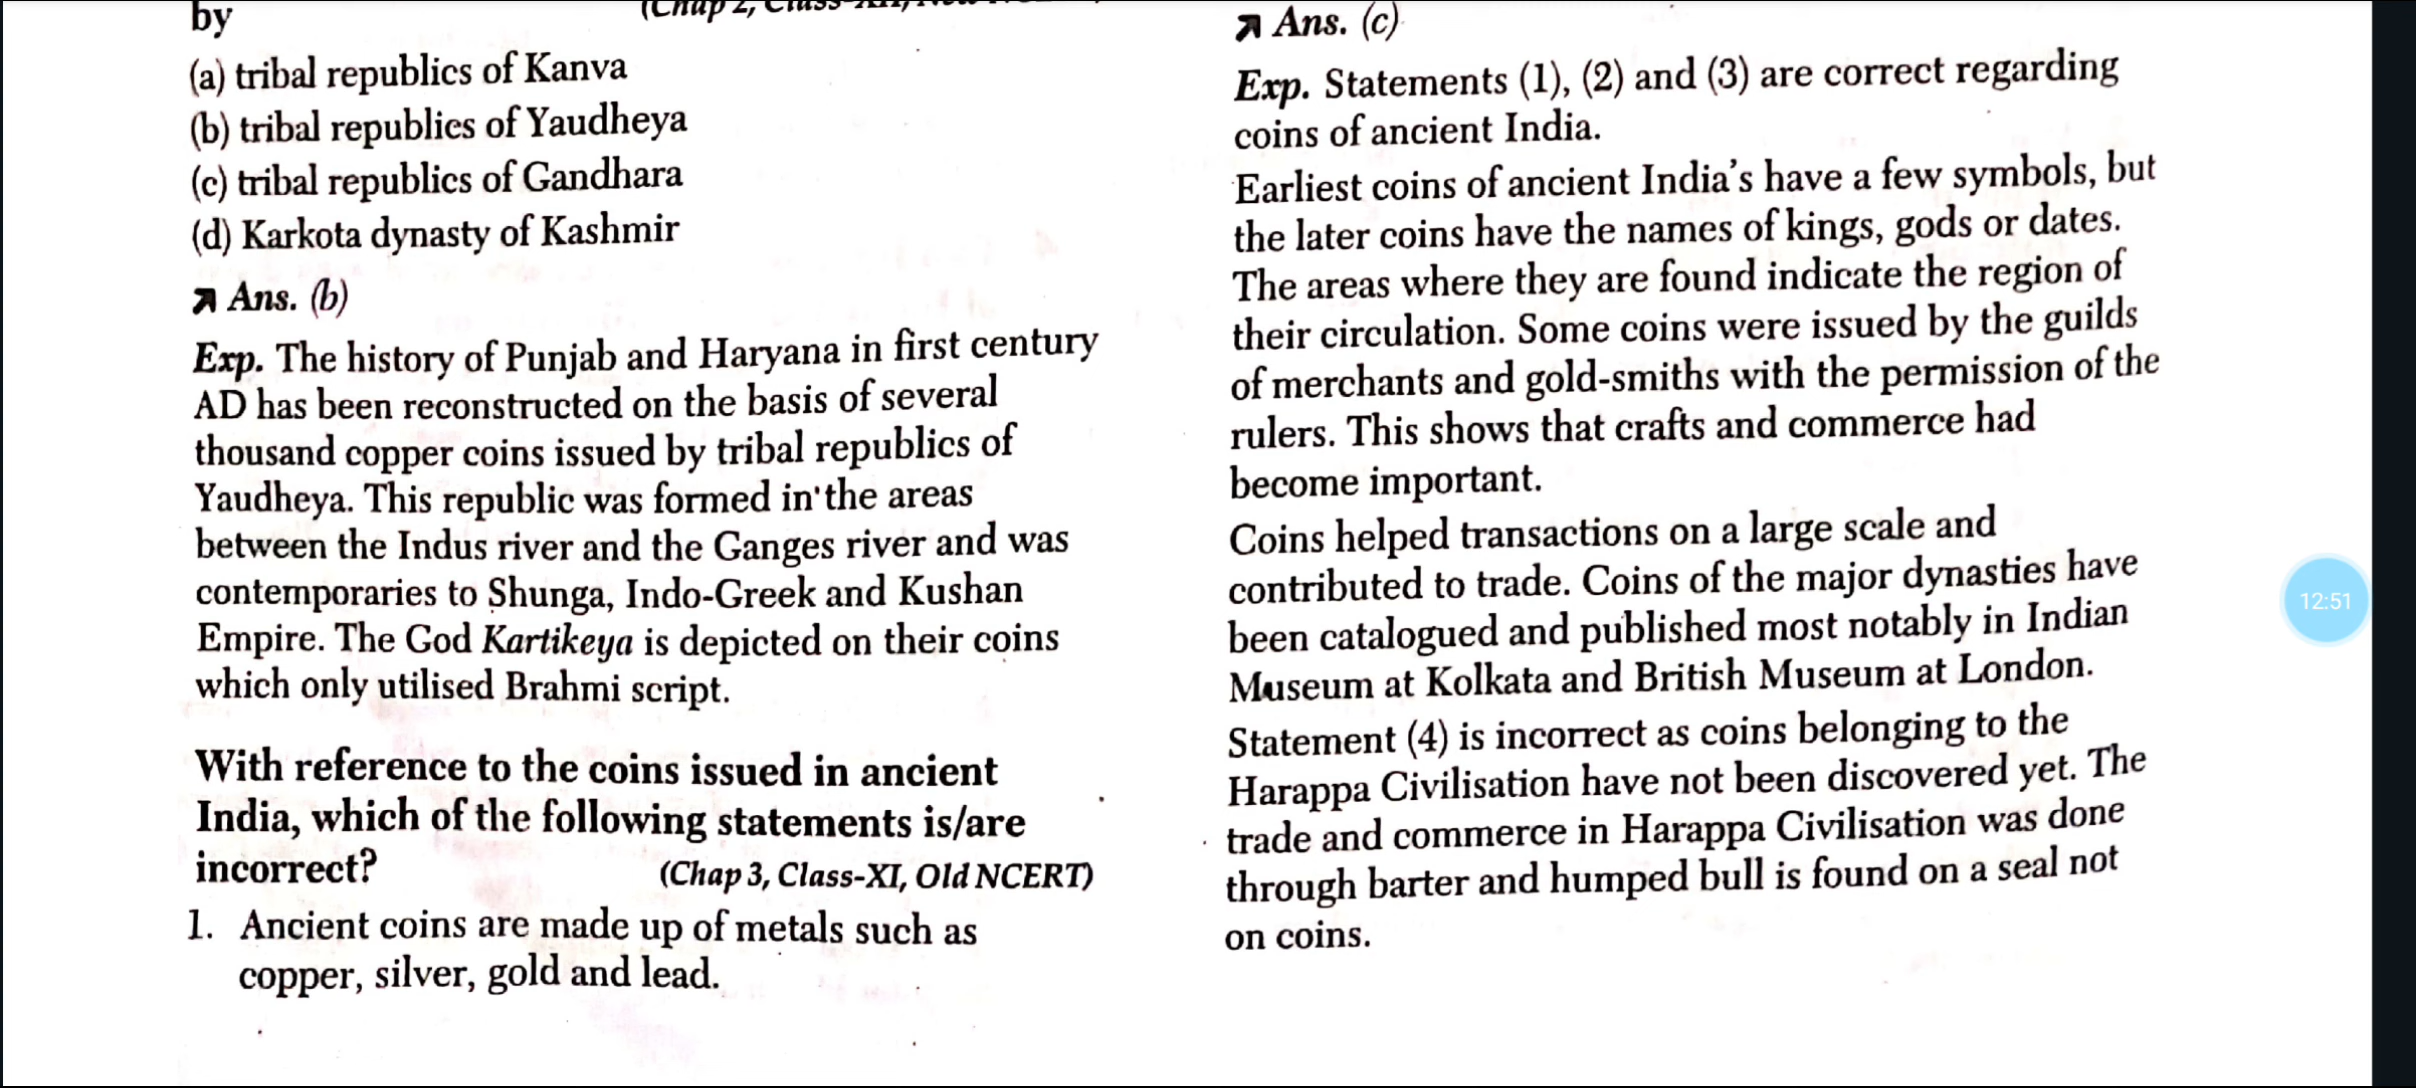 by
(a) tribal republics of Kanva
(b) tribal republics of Yaudheya
(c) tribal republics of Gandhara
(d) Karkota dynasty of Kashmir
Ans. (b)
Exp. The history of Punjab and Haryana in first century
AD has been reconstructed on the basis of several
thousand copper coins issued by tribal republics of
Yaudheya. This republic was formed in the areas
between the Indus river and the Ganges river and was
contemporaries to Shunga, Indo-Greek and Kushan
Empire. The God Kartikeya is depicted on their coins
which only utilised Brahmi script.
With reference to the coins issued in ancient
India, which of the following statements is/are
incorrect? (Chap 3, Class-XI, Old NCERT)
1. Ancient coins are made up of metals such as
copper, silver, gold and lead.
Ans. (c)
Exp. Statements (1), (2) and (3) are correct regarding
coins of ancient India.
Earliest coins of ancient India's have a few symbols, but
the later coins have the names of kings, gods or dates.
The areas where they are found indicate the region of
their circulation. Some coins were issued by the guilds
of merchants and gold-smiths with the permission of the
rulers. This shows that crafts and commerce had
become important.
Coins helped transactions on a large scale and
contributed to trade. Coins of the major dynasties have
been catalogued and published most notably in Indian
Museum at Kolkata and British Museum at London.
Statement (4) is incorrect as coins belonging to the
Harappa Civilisation have not been discovered yet. The
trade and commerce in Harappa Civilisation was done
through barter and humped bull is found on a seal not
on coins.
12:51